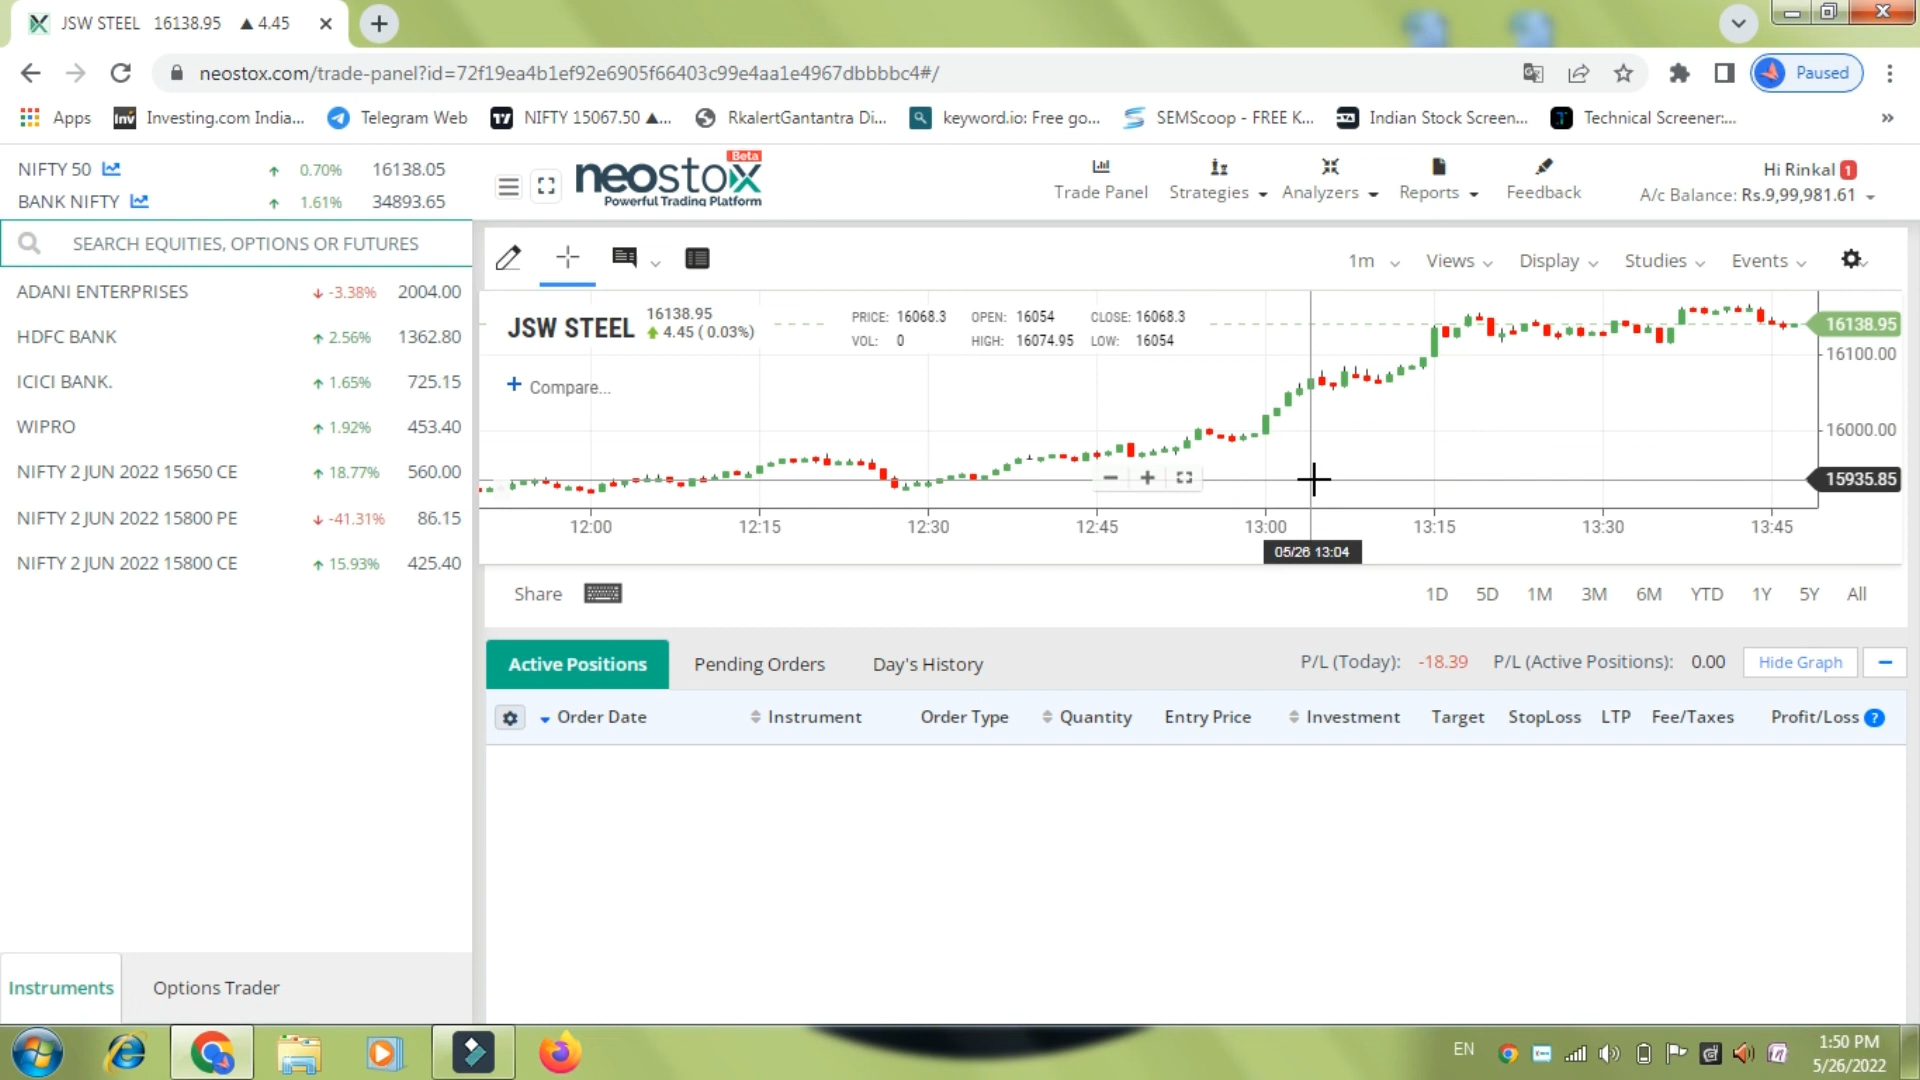 JSW STEEL 16138.95 ▲ 4.45
neostox.com/trade-panel?id=72f19ea4b1ef92e6905f66403c99e4aa1e4967dbbbbc4#/
Paused
Apps
Inv Investing.com India...
Telegram Web
NIFTY 15067.50 ▲...
RkalertGantantra Di...
keyword.io: Free go...
SEMScoop - FREE K...
Indian Stock Screen...
Technical Screener:...
»
NIFTY 50 0.70% 16138.05
BANK NIFTY 1.61% 34893.65
neostox Beta
Powerful Trading Platform
Trade Panel Strategies Analyzers Reports Feedback
Hi Rinkal 1
A/c Balance: Rs.9,99,981.61
SEARCH EQUITIES, OPTIONS OR FUTURES
ADANI ENTERPRISES -3.38% 2004.00
HDFC BANK 2.56% 1362.80
ICICI BANK. 1.65% 725.15
WIPRO 1.92% 453.40
NIFTY 2 JUN 2022 15650 CE 18.77% 560.00
NIFTY 2 JUN 2022 15800 PE -41.31% 86.15
NIFTY 2 JUN 2022 15800 CE 15.93% 425.40
1m Views Display Studies Events
JSW STEEL
16138.95
4.45 ( 0.03%)
PRICE: 16068.3 OPEN: 16054 CLOSE: 16068.3
VOL: 0 HIGH: 16074.95 LOW: 16054
+ Compare...
16138.95
16100.00
16000.00
15935.85
12:00 12:15 12:30 12:45 13:00 13:15 13:30 13:45
05/26 13:04
Share
1D 5D 1M 3M 6M YTD 1Y 5Y All
Active Positions Pending Orders Day's History
P/L (Today): -18.39 P/L (Active Positions): 0.00 Hide Graph
Order Date Instrument Order Type Quantity Entry Price Investment Target StopLoss LTP Fee/Taxes Profit/Loss ?
Instruments Options Trader
EN
1:50 PM
5/26/2022